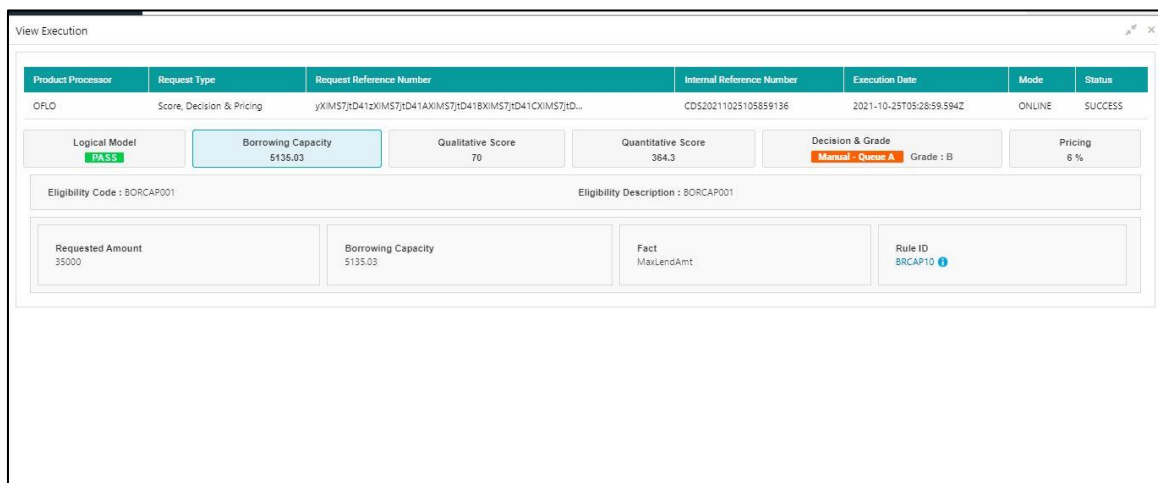 View Execution
Product Processor Request Type Request Reference Number Internal Reference Number Execution Date Mode Status
OFLO Score, Decision & Pricing yXIMS7jtD41zXIMS7jtD41AXIMS7jtD41BXIMS7jtD41CXIMS7jtD... CDS20211025105859136 2021-10-25T05:28:59.594Z ONLINE SUCCESS
Logical Model Borrowing Capacity Qualitative Score Quantitative Score Decision & Grade Pricing
PASS 5135.03 70 364.3 Manual - Queue A Grade : B 6 %
Eligibility Code : BORCAP001 Eligibility Description : BORCAP001
Requested Amount Borrowing Capacity Fact Rule ID
35000 5135.03 MaxLendAmt BRCAP10